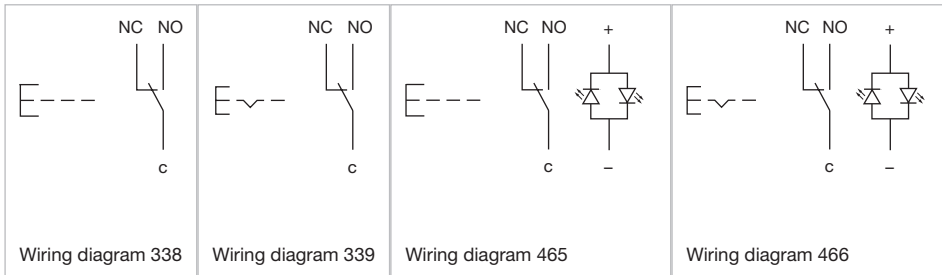 NC NO
c
Wiring diagram 338
NC NO
c
Wiring diagram 339
NC NO
+
c
–
Wiring diagram 465
NC NO
+
c
–
Wiring diagram 466